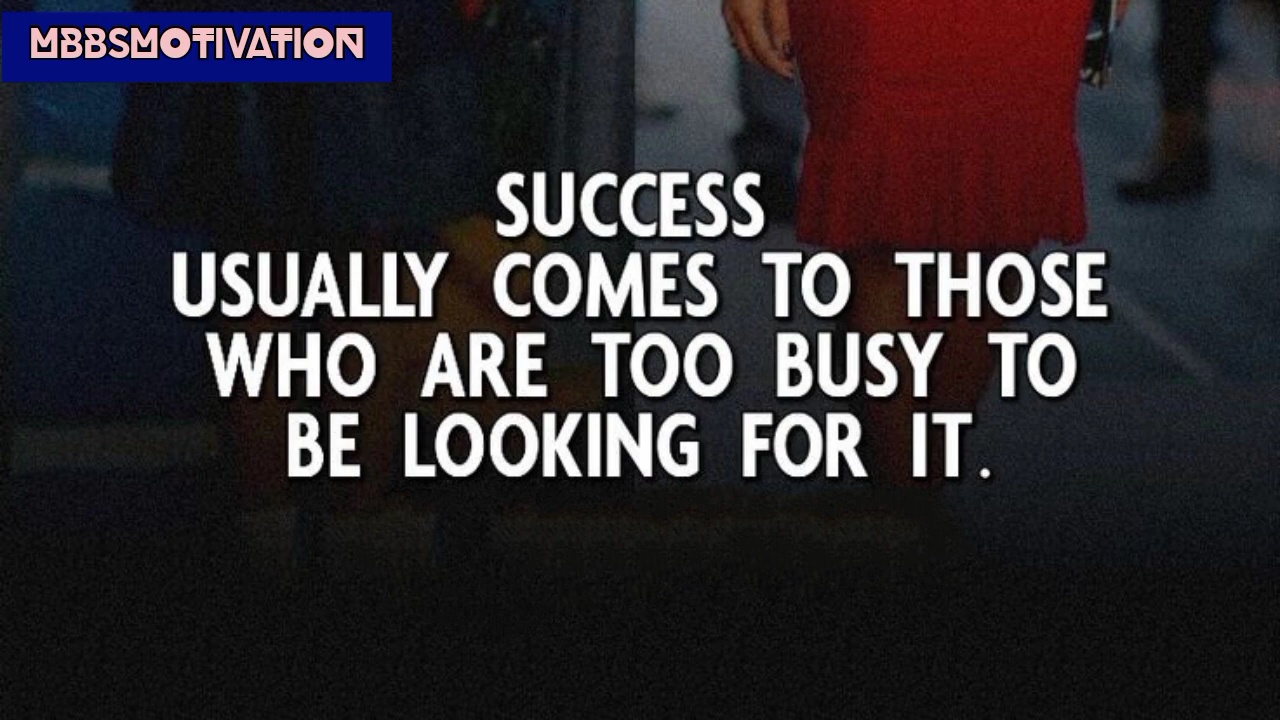 MBBSMOTIVATION
SUCCESS
USUALLY COMES TO THOSE
WHO ARE TOO BUSY TO
BE LOOKING FOR IT.